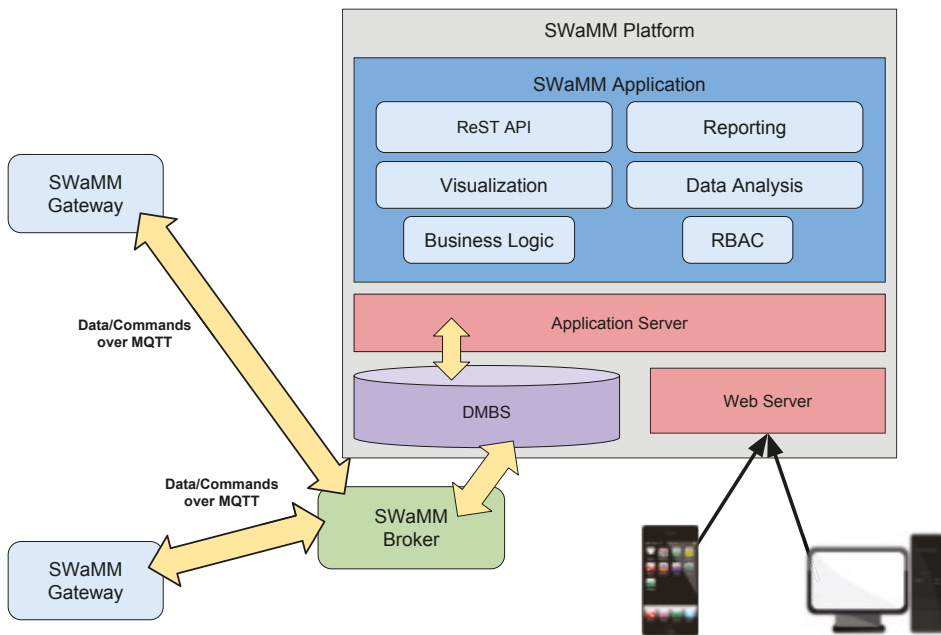 SWaMM Platform
SWaMM Application
ReST API
Reporting
Visualization
Data Analysis
Business Logic
RBAC
Application Server
DMBS
Web Server
SWaMM
Gateway
Data/Commands
over MQTT
Data/Commands
over MQTT
SWaMM
Broker
SWaMM
Gateway